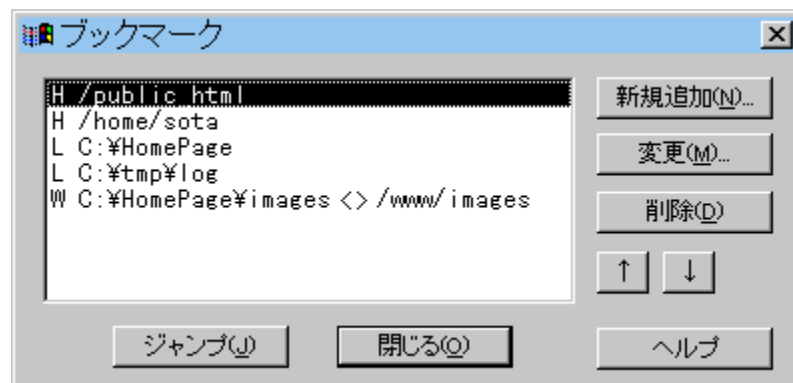 ブックマーク
H /public_html
H /home/sota
L C:¥HomePage
L C:¥tmp¥log
W C:¥HomePage¥images <> /www/images
新規追加(N)...
変更(M)...
削除(D)
↑ ↓
ジャンプ(J) 閉じる(O) ヘルプ